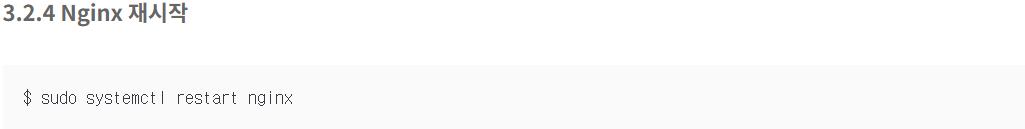 3.2.4 Nginx 재시작
$ sudo systemctl restart nginx